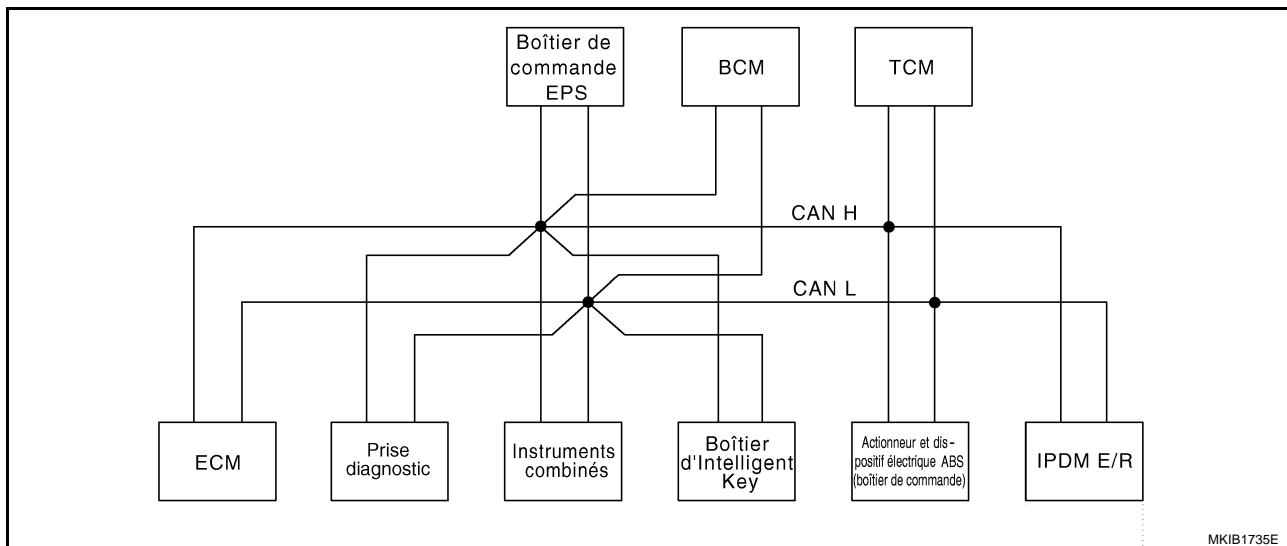 Boîtier de
commande
EPS
BCM
TCM
CAN H
CAN L
ECM
Prise
diagnostic
Instruments
combinés
Boîtier
d'Intelligent
Key
Actionneur et dis-
positif électrique ABS
(boîtier de commande)
IPDM E/R
MKIB1735E